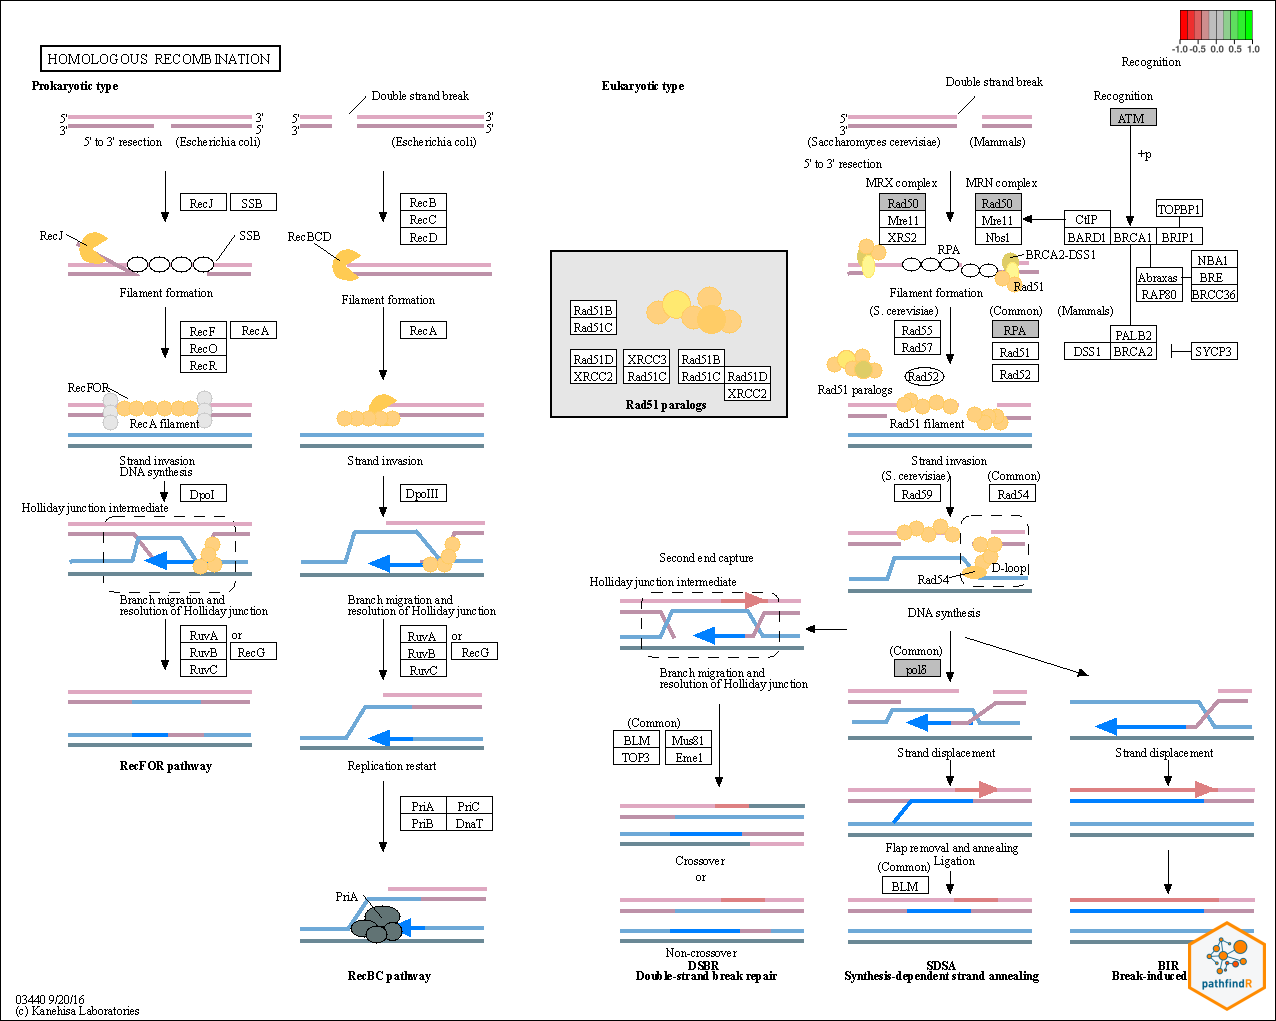 HOMOLOGOUS RECOMBINATION
-1.0 -0.5 0.0 0.5 1.0
Recognition
Prokaryotic type
Eukaryotic type
Double strand break
5'
3'
3'
5'
5' to 3' resection
(Escherichia coli)
5'
3'
3'
5'
(Escherichia coli)
RecJ
SSB
RecJ
SSB
Filament formation
RecF
RecA
RecO
RecR
RecFOR
RecA filament
Strand invasion
DNA synthesis
DpoI
Holliday junction intermediate
Branch migration and
resolution of Holliday junction
RuvA
or
RuvB
RecG
RuvC
RecFOR pathway
RecB
RecC
RecD
RecBCD
Filament formation
RecA
Strand invasion
DpoIII
Branch migration and
resolution of Holliday junction
RuvA
or
RuvB
RecG
RuvC
Replication restart
PriA
PriC
PriB
DnaT
PriA
RecBC pathway
Rad51B
Rad51C
Rad51D
XRCC2
XRCC3
Rad51C
Rad51B
Rad51C
Rad51D
XRCC2
Rad51 paralogs
Double strand break
5'
3'
(Saccharomyces cerevisiae)
(Mammals)
5' to 3' resection
Recognition
ATM
+p
MRX complex
MRN complex
Rad50
Mre11
XRS2
Rad50
Mre11
Nbs1
CtIP
TOPBP1
BARD1
BRCA1
BRIP1
RPA
BRCA2-DSS1
Rad51
NBA1
Abraxas
BRE
RAP80
BRCC36
Filament formation
(S. cerevisiae)
(Common)
(Mammals)
Rad55
Rad57
RPA
Rad51
Rad52
PALB2
DSS1
BRCA2
SYCP3
Rad52
Rad51 paralogs
Rad51 filament
Strand invasion
(S. cerevisiae)
(Common)
Rad59
Rad54
Rad54
D-loop
DNA synthesis
Second end capture
Holliday junction intermediate
Branch migration and
resolution of Holliday junction
(Common)
BLM
Mus81
TOP3
Eme1
Crossover
or
Non-crossover
DSBR
Double-strand break repair
(Common)
polδ
Strand displacement
Flap removal and annealing
Ligation
(Common)
BLM
SDSA
Synthesis-dependent strand annealing
Strand displacement
BIR
Break-induced
pathfindR
03440 9/20/16
(c) Kanehisa Laboratories